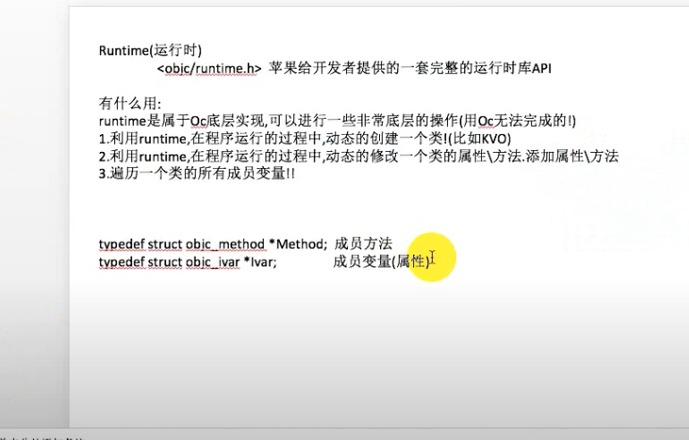 Runtime(运行时)
<objc/runtime.h> 苹果给开发者提供的一套完整的运行时库API
有什么用:
runtime是属于Oc底层实现,可以进行一些非常底层的操作(用Oc无法完成的!)
1.利用runtime,在程序运行的过程中,动态的创建一个类!(比如KVO)
2.利用runtime,在程序运行的过程中,动态的修改一个类的属性\方法.添加属性\方法
3.遍历一个类的所有成员变量!!
typedef struct objc_method *Method; 成员方法
typedef struct objc_ivar *Ivar; 成员变量(属性)